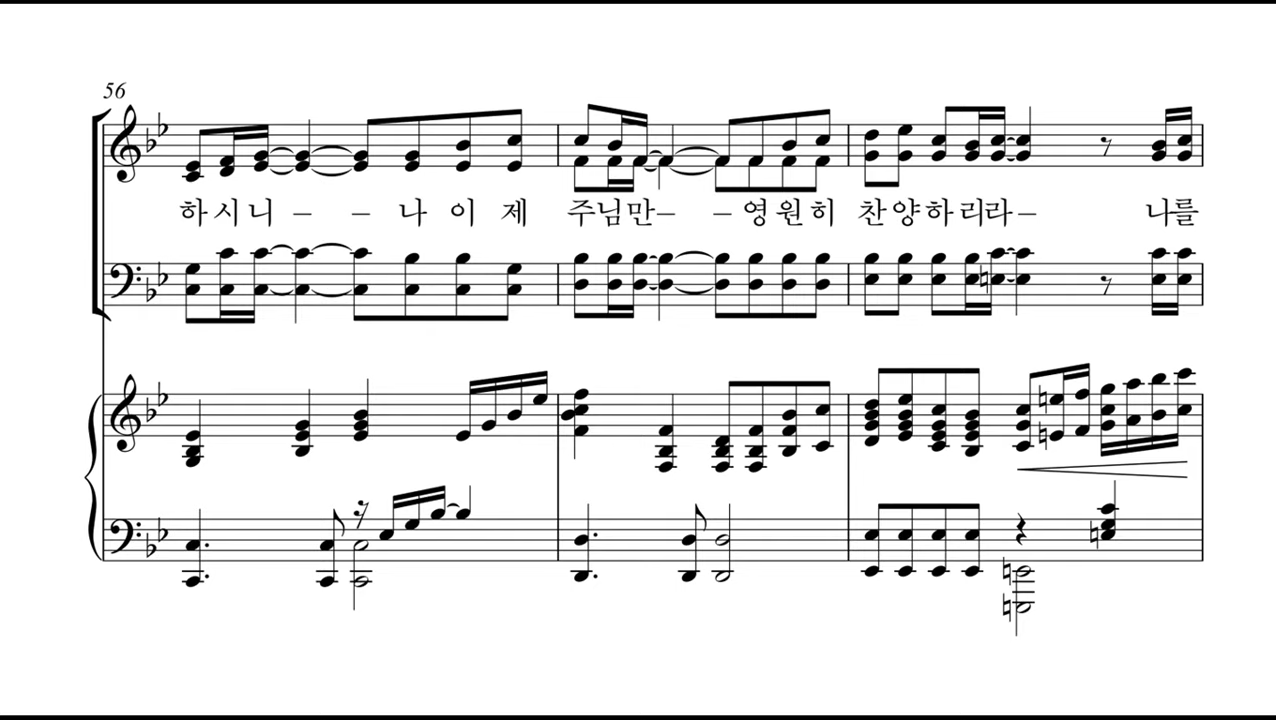 56
하 시 니 – – 나 이 제 주님만– – 영 원 히 찬 양 하 리라– 나를